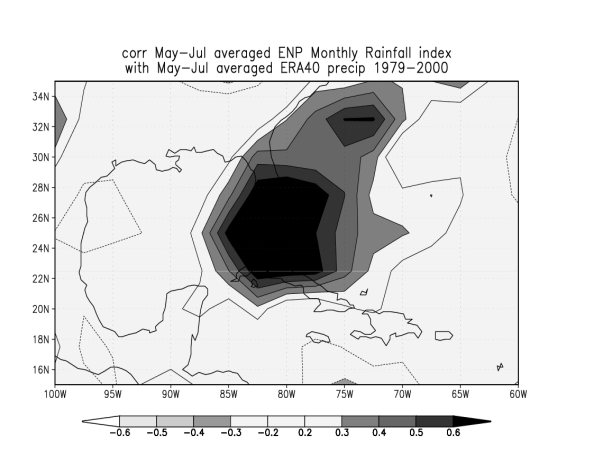 corr May-Jul averaged ENP Monthly Rainfall index
with May-Jul averaged ERA40 precip 1979-2000
34N
32N
30N
28N
26N
24N
22N
20N
18N
16N
100W 95W 90W 85W 80W 75W 70W 65W 60W
-0.6 -0.5 -0.4 -0.3 -0.2 0.2 0.3 0.4 0.5 0.6